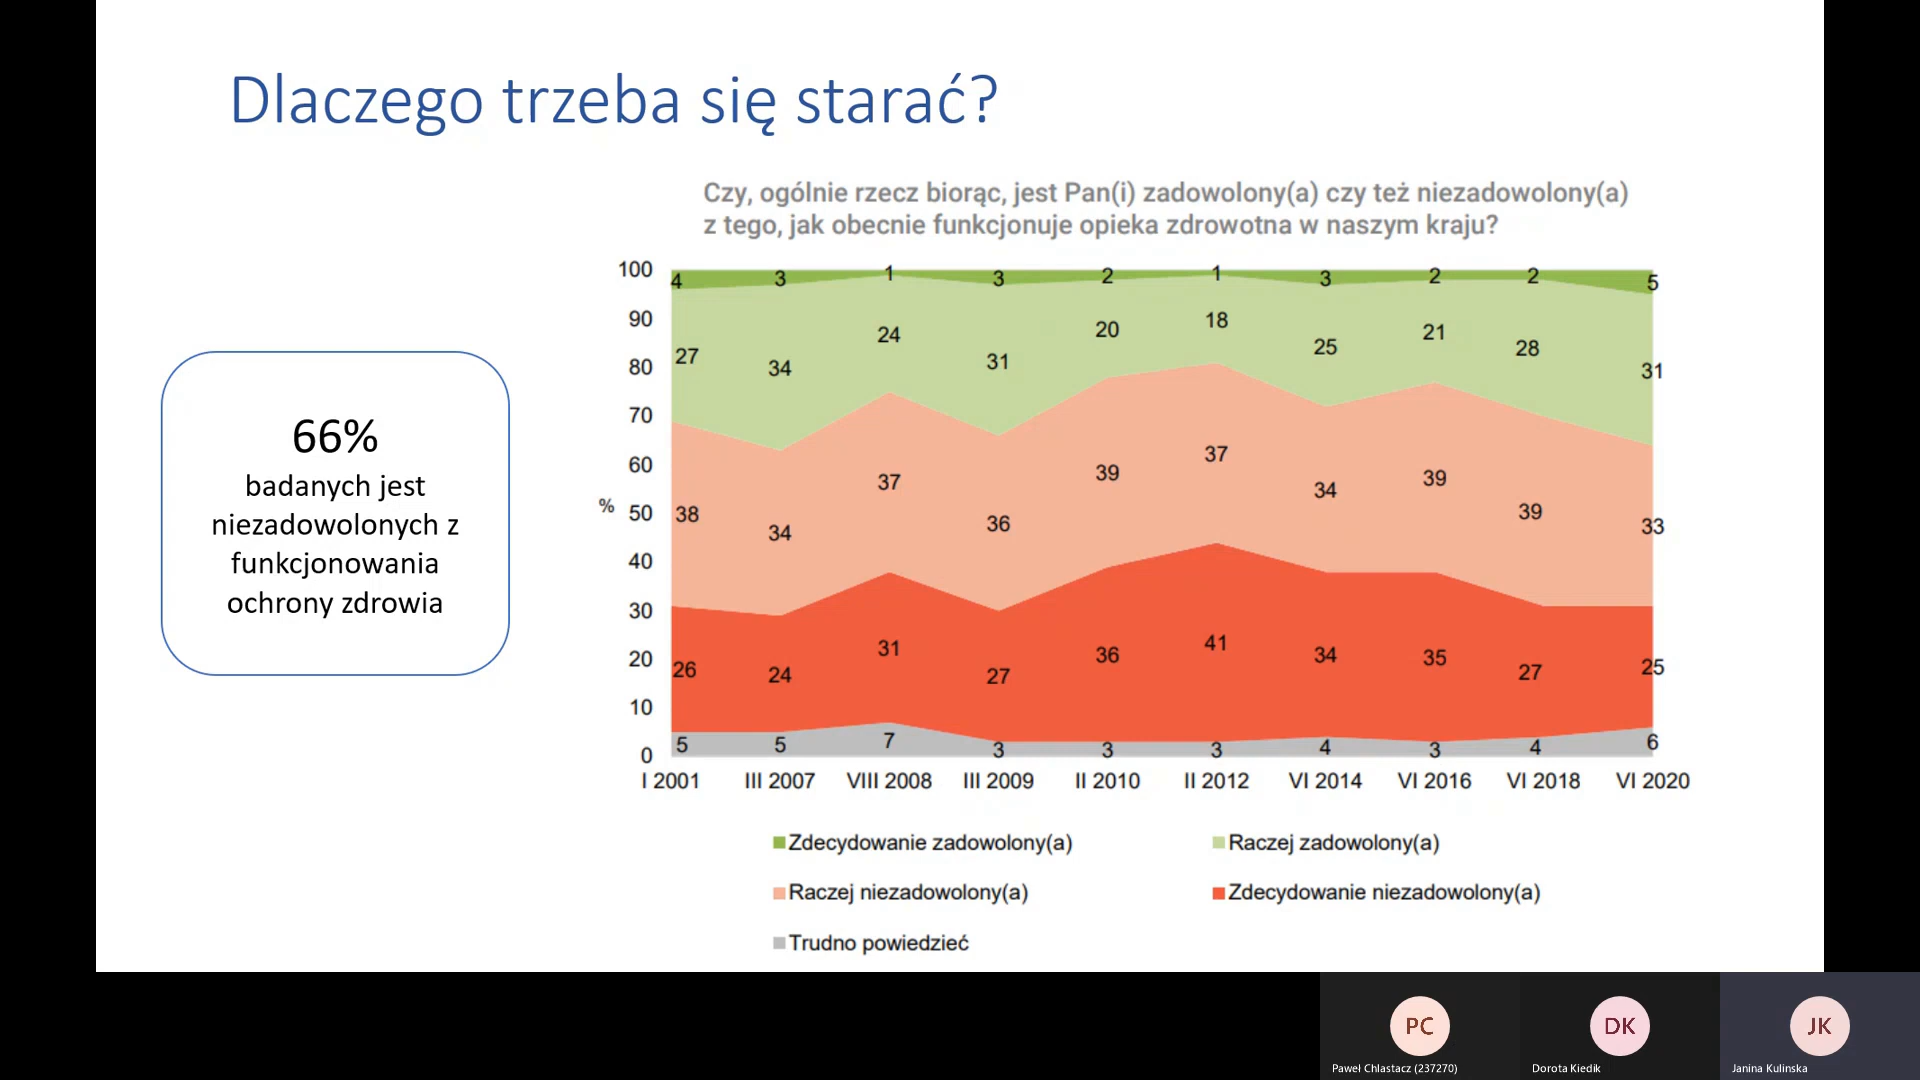 Dlaczego trzeba się starać?
Czy, ogólnie rzecz biorąc, jest Pan(i) zadowolony(a) czy też niezadowolony(a)
z tego, jak obecnie funkcjonuje opieka zdrowotna w naszym kraju?
66%
badanych jest
niezadowolonych z
funkcjonowania
ochrony zdrowia
%
100
90
80
70
60
50
40
30
20
10
0
4 3 1 3 2 1 3 2 2 5
27 34 24 31 20 18 25 21 28 31
38 34 37 36 39 37 34 39 39 33
26 24 31 27 36 41 34 35 27 25
5 5 7 3 3 3 4 3 4 6
I 2001 III 2007 VIII 2008 III 2009 II 2010 II 2012 VI 2014 VI 2016 VI 2018 VI 2020
Zdecydowanie zadowolony(a) Raczej zadowolony(a)
Raczej niezadowolony(a) Zdecydowanie niezadowolony(a)
Trudno powiedzieć
PC DK JK
Paweł Chlastacz (237270) Dorota Kiedik Janina Kulinska